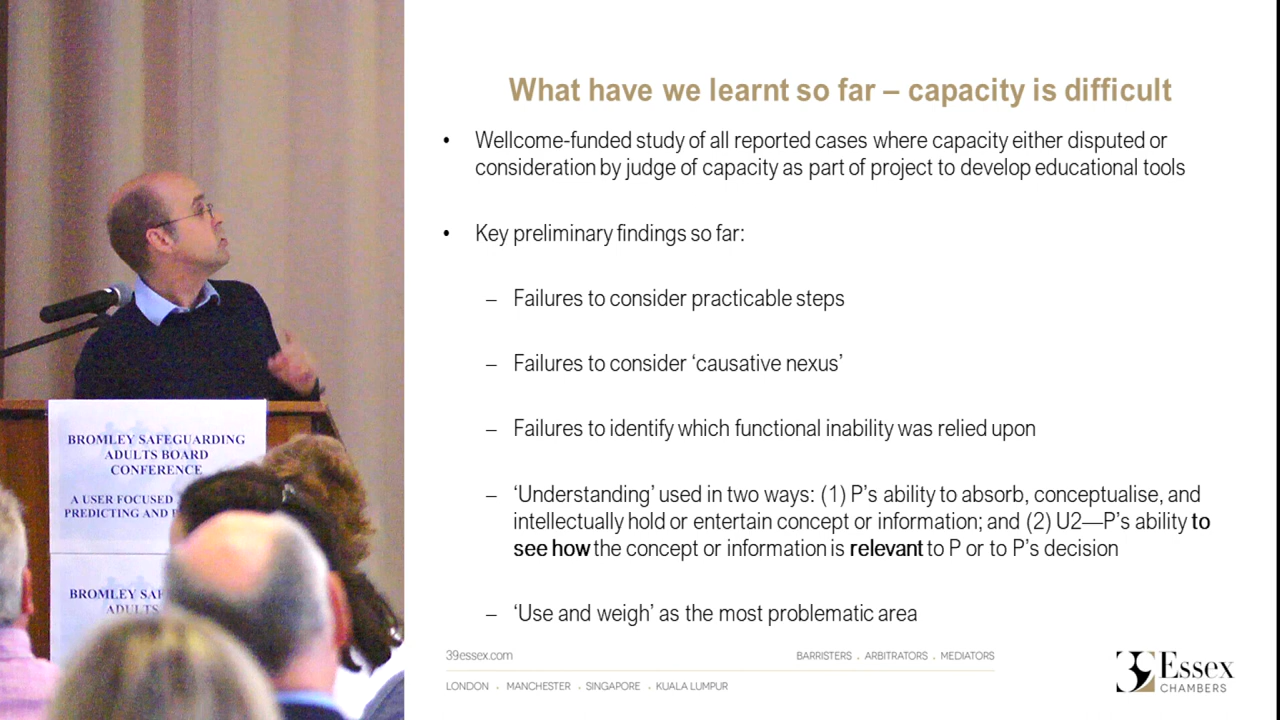 What have we learnt so far – capacity is difficult
• Wellcome-funded study of all reported cases where capacity either disputed or
consideration by judge of capacity as part of project to develop educational tools
• Key preliminary findings so far:
– Failures to consider practicable steps
– Failures to consider ‘causative nexus’
– Failures to identify which functional inability was relied upon
– ‘Understanding’ used in two ways: (1) P’s ability to absorb, conceptualise, and
intellectually hold or entertain concept or information; and (2) U2—P’s ability to
see how the concept or information is relevant to P or to P’s decision
– ‘Use and weigh’ as the most problematic area
39essex.com
BARRISTERS . ARBITRATORS . MEDIATORS
LONDON . MANCHESTER . SINGAPORE . KUALA LUMPUR
39 Essex
CHAMBERS
BROMLEY SAFEGUARDING
ADULTS BOARD
CONFERENCE
A USER FOCUSED
PREDICTING AND
BROMLEY
ADULTS